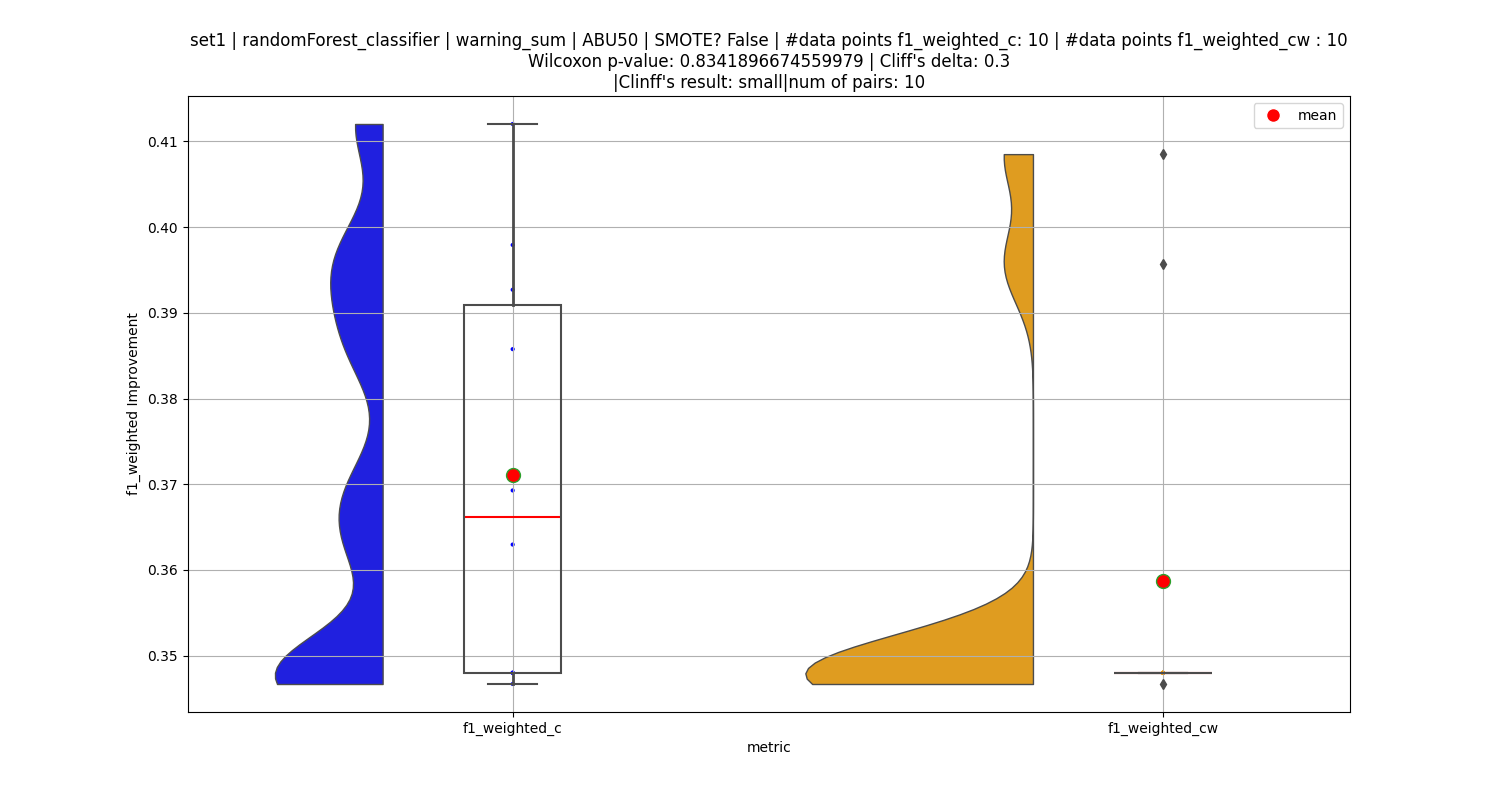 set1 | randomForest_classifier | warning_sum | ABU50 | SMOTE? False | #data points f1_weighted_c: 10 | #data points f1_weighted_cw : 10
Wilcoxon p-value: 0.8341896674559979 | Cliff's delta: 0.3
|Clinff's result: small|num of pairs: 10
mean
0.41
0.40
0.39
0.38
0.37
0.36
0.35
f1_weighted Improvement
f1_weighted_c
f1_weighted_cw
metric